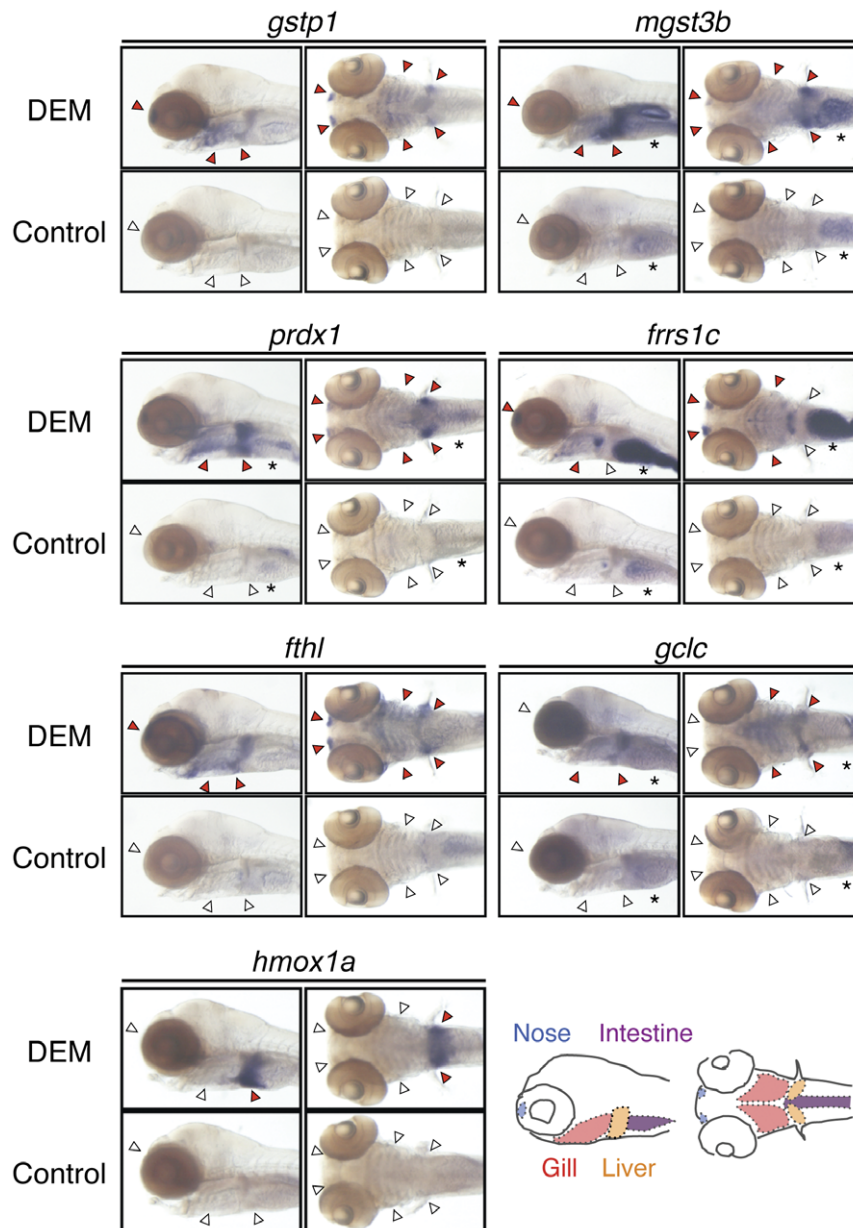 gstp1 mgst3b
DEM
* *
Control
* *
prdx1 frrs1c
DEM
* * * *
Control
* * * *
fthl gclc
DEM
* *
Control
* *
hmox1a
DEM
Nose Intestine
Control
Gill Liver